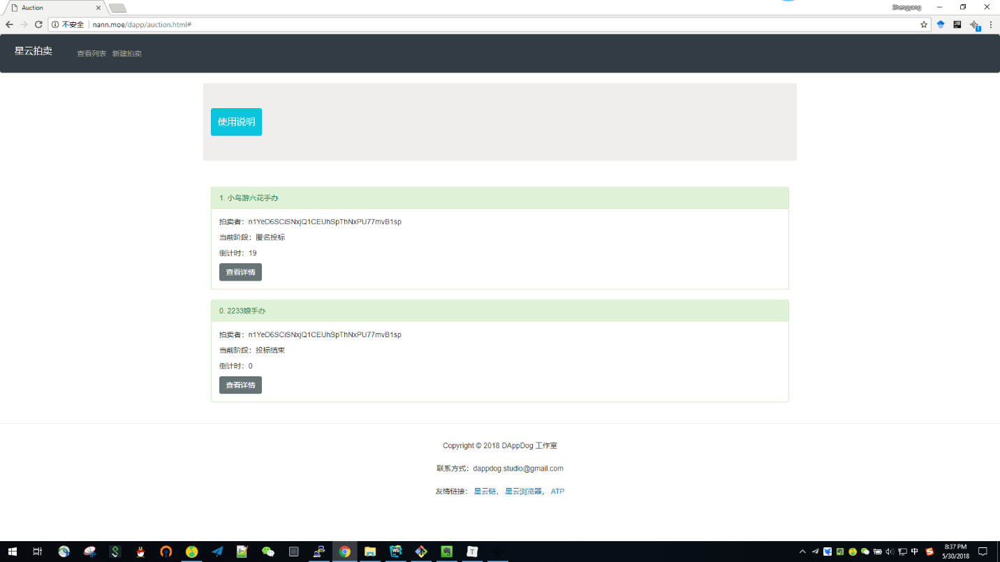 Auction
Zhengyang
不安全 nann.moe/dapp/auction.html#
JB
1
星云拍卖 查看列表 新建拍卖
使用说明
1. 小鸟游六花手办
拍卖者：n1YeD6SCiSNxjQ1CEUhSpThNxPU77mvB1sp
当前阶段：匿名投标
倒计时：19
查看详情
0. 2233娘手办
拍卖者：n1YeD6SCiSNxjQ1CEUhSpThNxPU77mvB1sp
当前阶段：投标结束
倒计时：0
查看详情
Copyright © 2018 DAppDog 工作室
联系方式：dappdog.studio@gmail.com
友情链接： 星云链， 星云浏览器， ATP
WS
T
中
8:37 PM
5/30/2018